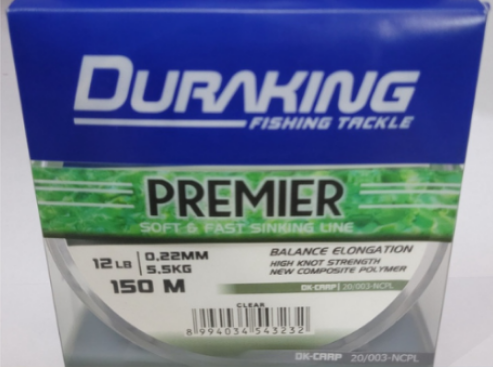 DURAKING
FISHING TACKLE
PREMIER
SOFT & FAST SINKING LINE
12 LB
0,22MM
5.5KG
150 M
BALANCE ELONGATION
HIGH KNOT STRENGTH
NEW COMPOSITE POLYMER
DK-CARP 20/003-NCPL
CLEAR
8 994034 543232
DK-CARP 20/003-NCPL